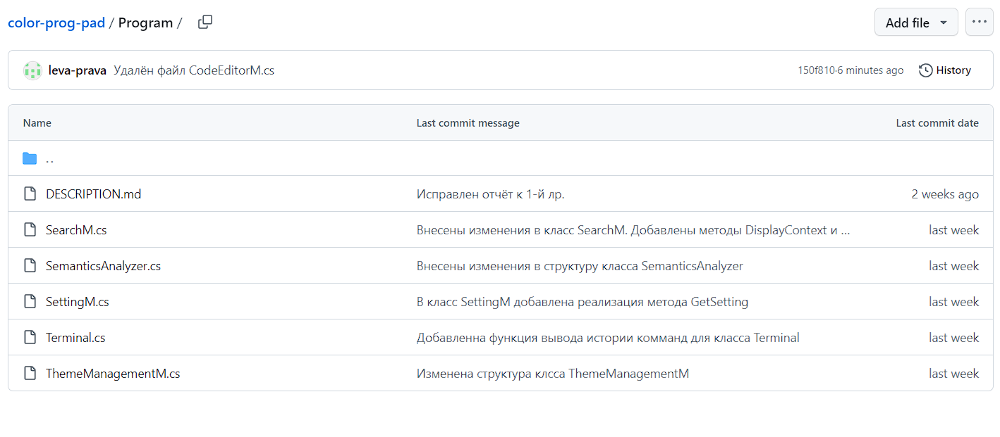 color-prog-pad / Program /
Add file
...
leva-prava Удалён файл CodeEditorM.cs
150f810·6 minutes ago
History
Name Last commit message Last commit date
..
DESCRIPTION.md Исправлен отчёт к 1-й лр. 2 weeks ago
SearchM.cs Внесены изменения в класс SearchM. Добавлены методы DisplayContext и ... last week
SemanticsAnalyzer.cs Внесены изменения в структуру класса SemanticsAnalyzer last week
SettingM.cs В класс SettingM добавлена реализация метода GetSetting last week
Terminal.cs Добавленна функция вывода истории комманд для класса Terminal last week
ThemeManagementM.cs Изменена структура клсса ThemeManagementM last week